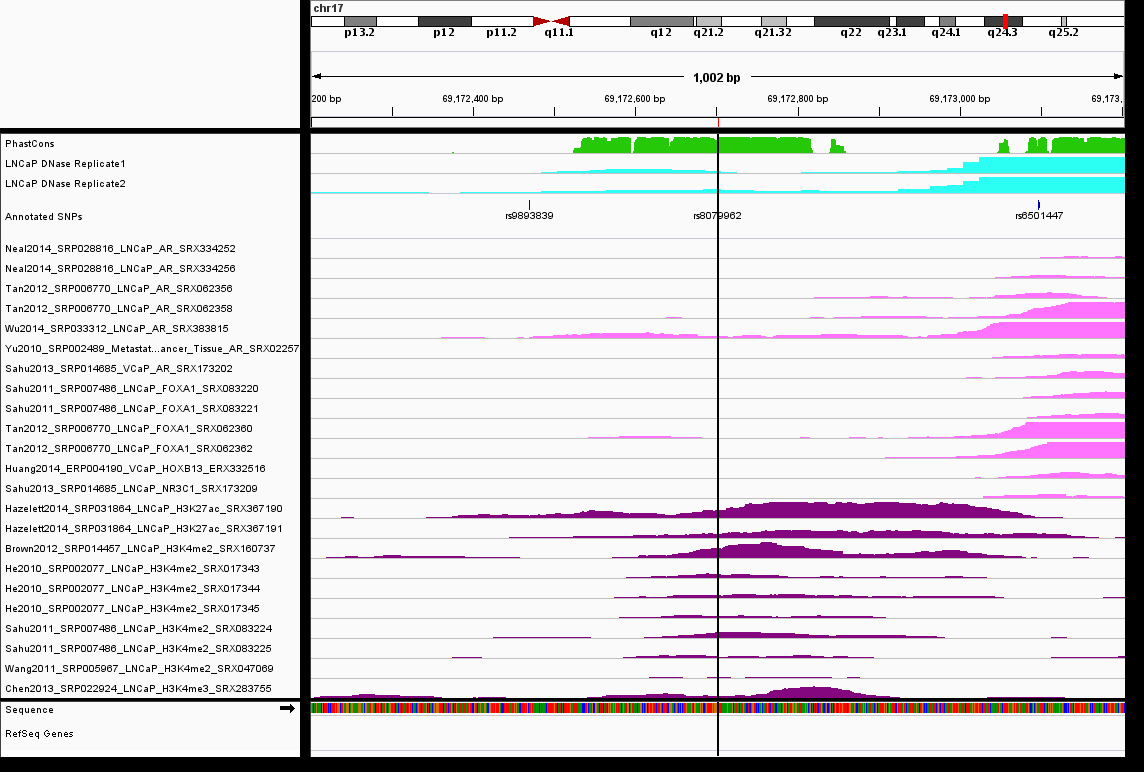 chr17
p13.2 p12 p11.2 q11.1 q12 q21.2 q21.32 q22 q23.1 q24.1 q24.3 q25.2
1,002 bp
200 bp 69,172,400 bp 69,172,600 bp 69,172,800 bp 69,173,000 bp 69,173,
PhastCons
LNCaP DNase Replicate1
LNCaP DNase Replicate2
Annotated SNPs
rs9893839 rs8079962 rs6501447
Neal2014_SRP028816_LNCaP_AR_SRX334252
Neal2014_SRP028816_LNCaP_AR_SRX334256
Tan2012_SRP006770_LNCaP_AR_SRX062356
Tan2012_SRP006770_LNCaP_AR_SRX062358
Wu2014_SRP033312_LNCaP_AR_SRX383815
Yu2010_SRP002489_Metastat...ancer_Tissue_AR_SRX02257
Sahu2013_SRP014685_VCaP_AR_SRX173202
Sahu2011_SRP007486_LNCaP_FOXA1_SRX083220
Sahu2011_SRP007486_LNCaP_FOXA1_SRX083221
Tan2012_SRP006770_LNCaP_FOXA1_SRX062360
Tan2012_SRP006770_LNCaP_FOXA1_SRX062362
Huang2014_ERP004190_VCaP_HOXB13_ERX332516
Sahu2013_SRP014685_LNCaP_NR3C1_SRX173209
Hazelett2014_SRP031864_LNCaP_H3K27ac_SRX367190
Hazelett2014_SRP031864_LNCaP_H3K27ac_SRX367191
Brown2012_SRP014457_LNCaP_H3K4me2_SRX160737
He2010_SRP002077_LNCaP_H3K4me2_SRX017343
He2010_SRP002077_LNCaP_H3K4me2_SRX017344
He2010_SRP002077_LNCaP_H3K4me2_SRX017345
Sahu2011_SRP007486_LNCaP_H3K4me2_SRX083224
Sahu2011_SRP007486_LNCaP_H3K4me2_SRX083225
Wang2011_SRP005967_LNCaP_H3K4me2_SRX047069
Chen2013_SRP022924_LNCaP_H3K4me3_SRX283755
Sequence
RefSeq Genes